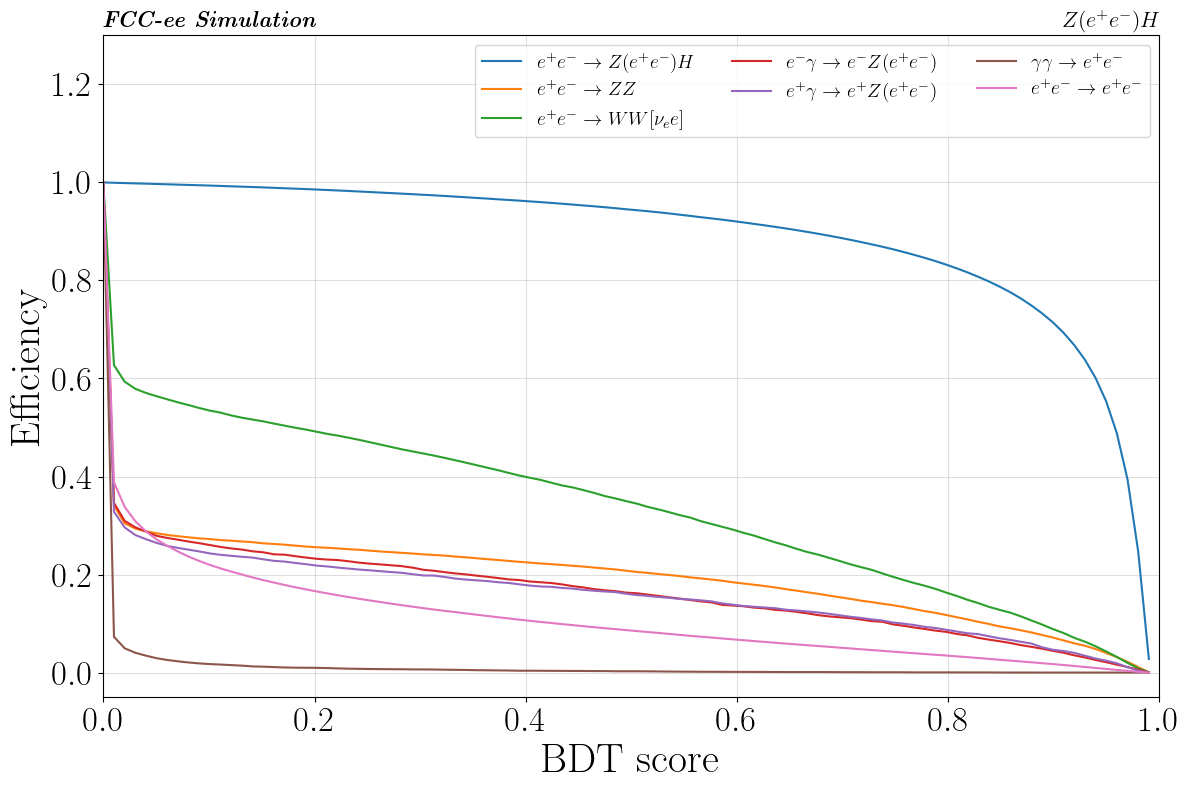 FCC-ee Simulation
Z(e⁺e⁻)H
e⁺e⁻ → Z(e⁺e⁻)H
e⁺e⁻ → ZZ
e⁺e⁻ → WW[νₑe]
e⁻γ → e⁻Z(e⁺e⁻)
e⁺γ → e⁺Z(e⁺e⁻)
γγ → e⁺e⁻
e⁺e⁻ → e⁺e⁻
1.2
1.0
0.8
0.6
0.4
0.2
0.0
Efficiency
0.0 0.2 0.4 0.6 0.8 1.0
BDT score